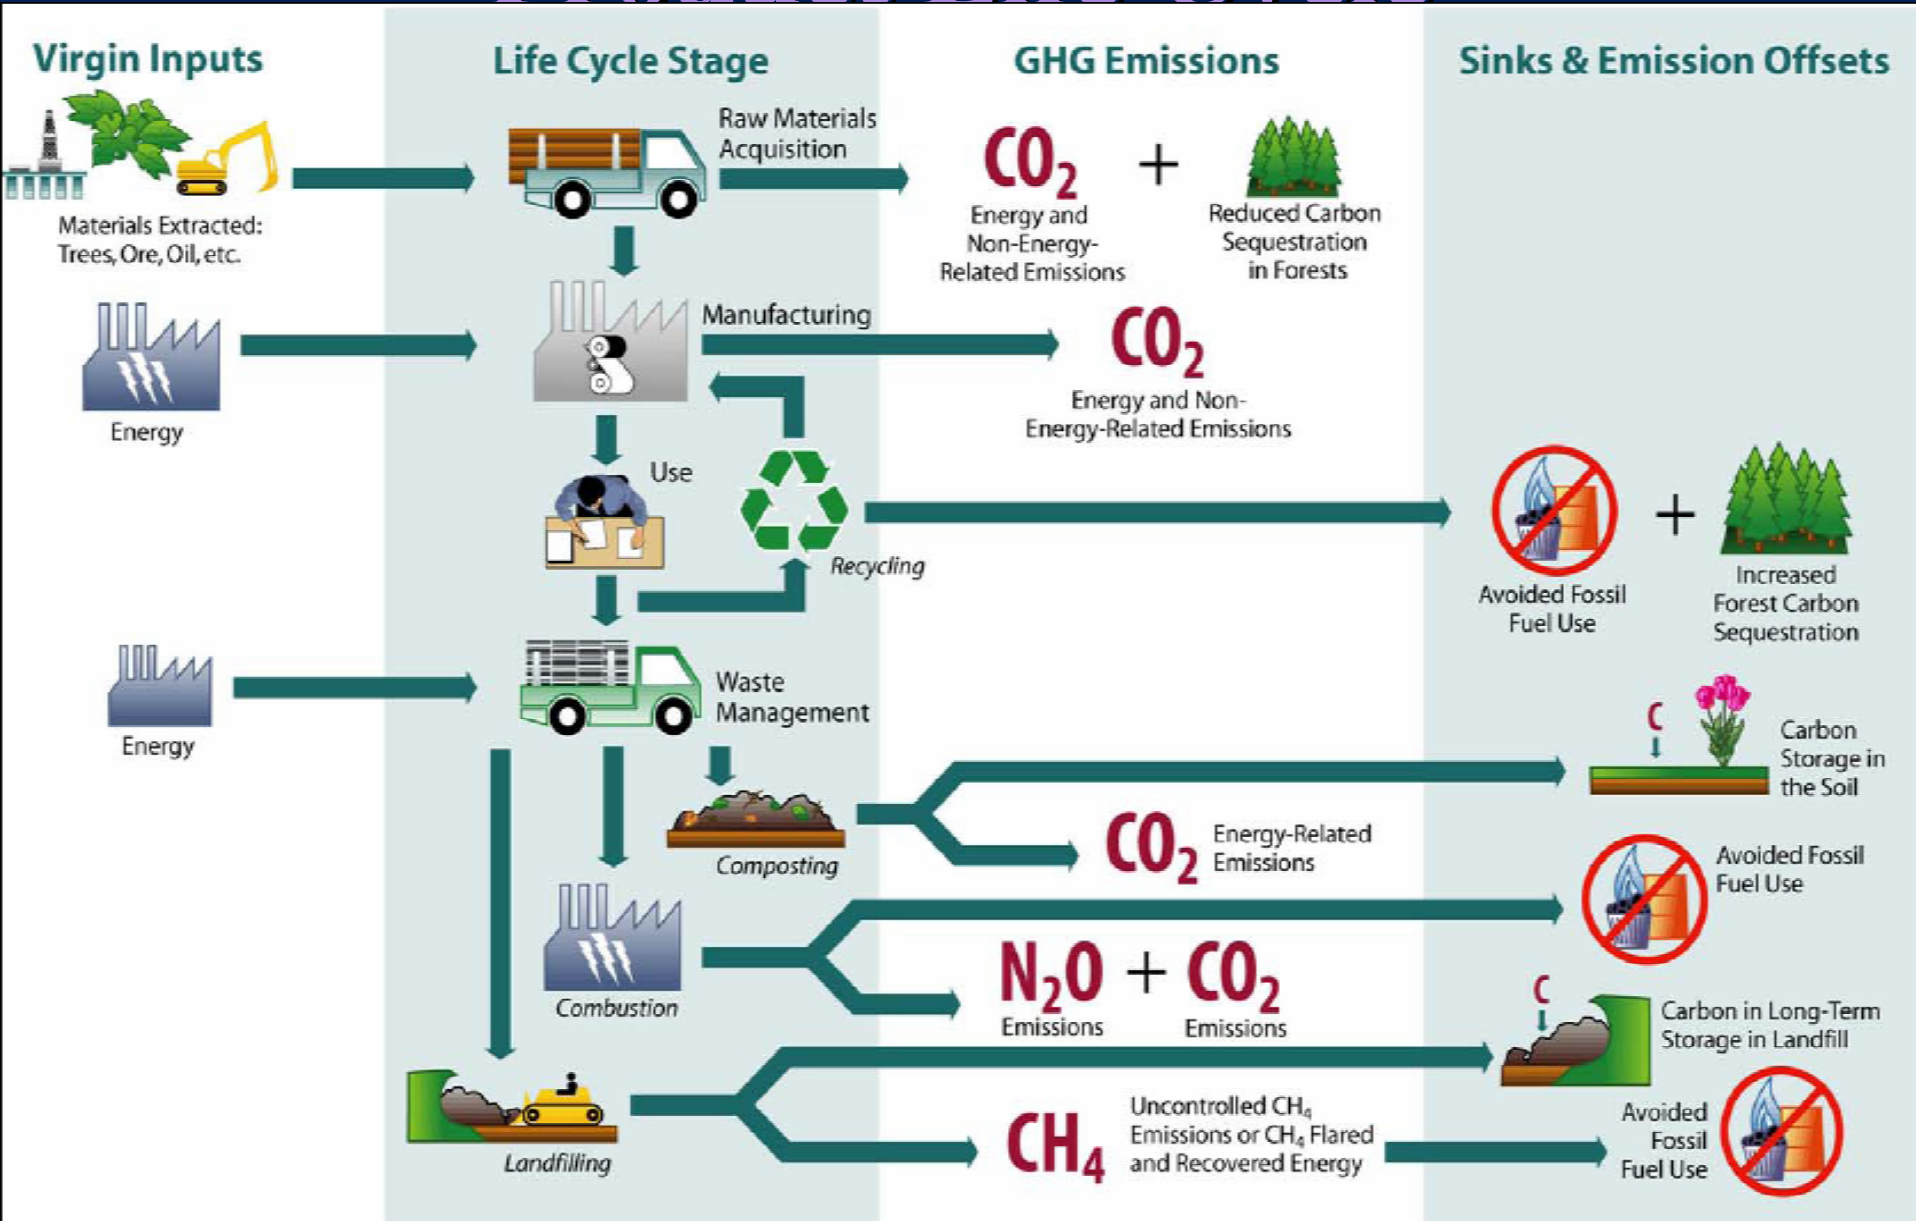 Virgin Inputs
Life Cycle Stage
GHG Emissions
Sinks & Emission Offsets
Materials Extracted:
Trees, Ore, Oil, etc.
Raw Materials
Acquisition
CO₂
+
Energy and
Non-Energy-
Related Emissions
Reduced Carbon
Sequestration
in Forests
Energy
Manufacturing
CO₂
Energy and Non-
Energy-Related Emissions
Use
Recycling
+
Avoided Fossil
Fuel Use
Increased
Forest Carbon
Sequestration
Energy
Waste
Management
Composting
C
Carbon
Storage in
the Soil
CO₂
Energy-Related
Emissions
Combustion
Avoided Fossil
Fuel Use
N₂O + CO₂
Emissions
Emissions
Landfilling
C
Carbon in Long-Term
Storage in Landfill
CH₄
Uncontrolled CH₄
Emissions or CH₄ Flared
and Recovered Energy
Avoided
Fossil
Fuel Use